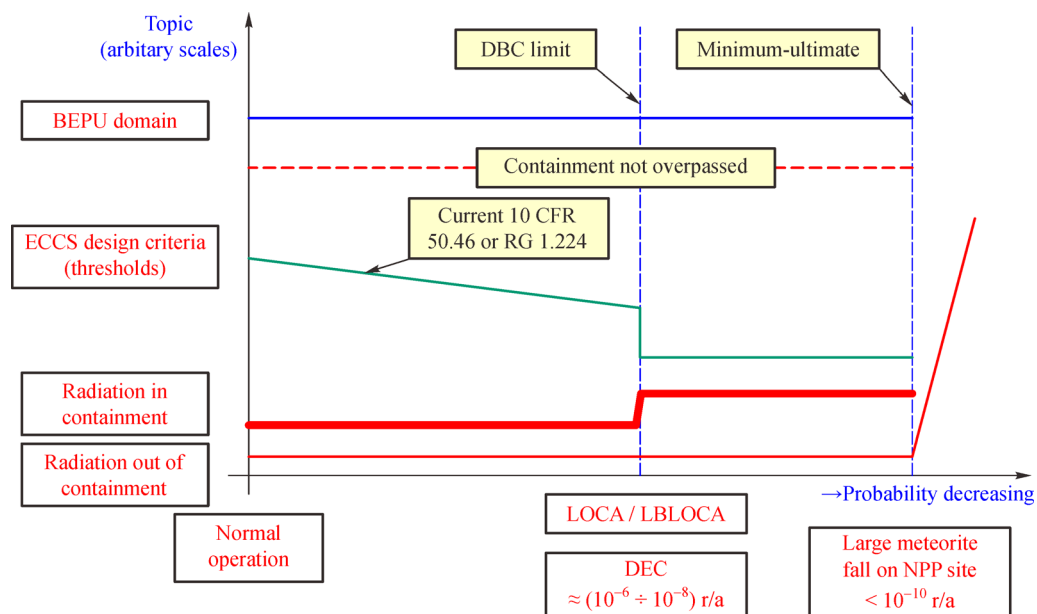 Topic
(arbitary scales)
DBC limit
Minimum-ultimate
BEPU domain
Containment not overpassed
Current 10 CFR
50.46 or RG 1.224
ECCS design criteria
(thresholds)
Radiation in
containment
Radiation out of
containment
→Probability decreasing
Normal
operation
LOCA / LBLOCA
DEC
≈ (10⁻⁶ ÷ 10⁻⁸) r/a
Large meteorite
fall on NPP site
< 10⁻¹⁰ r/a